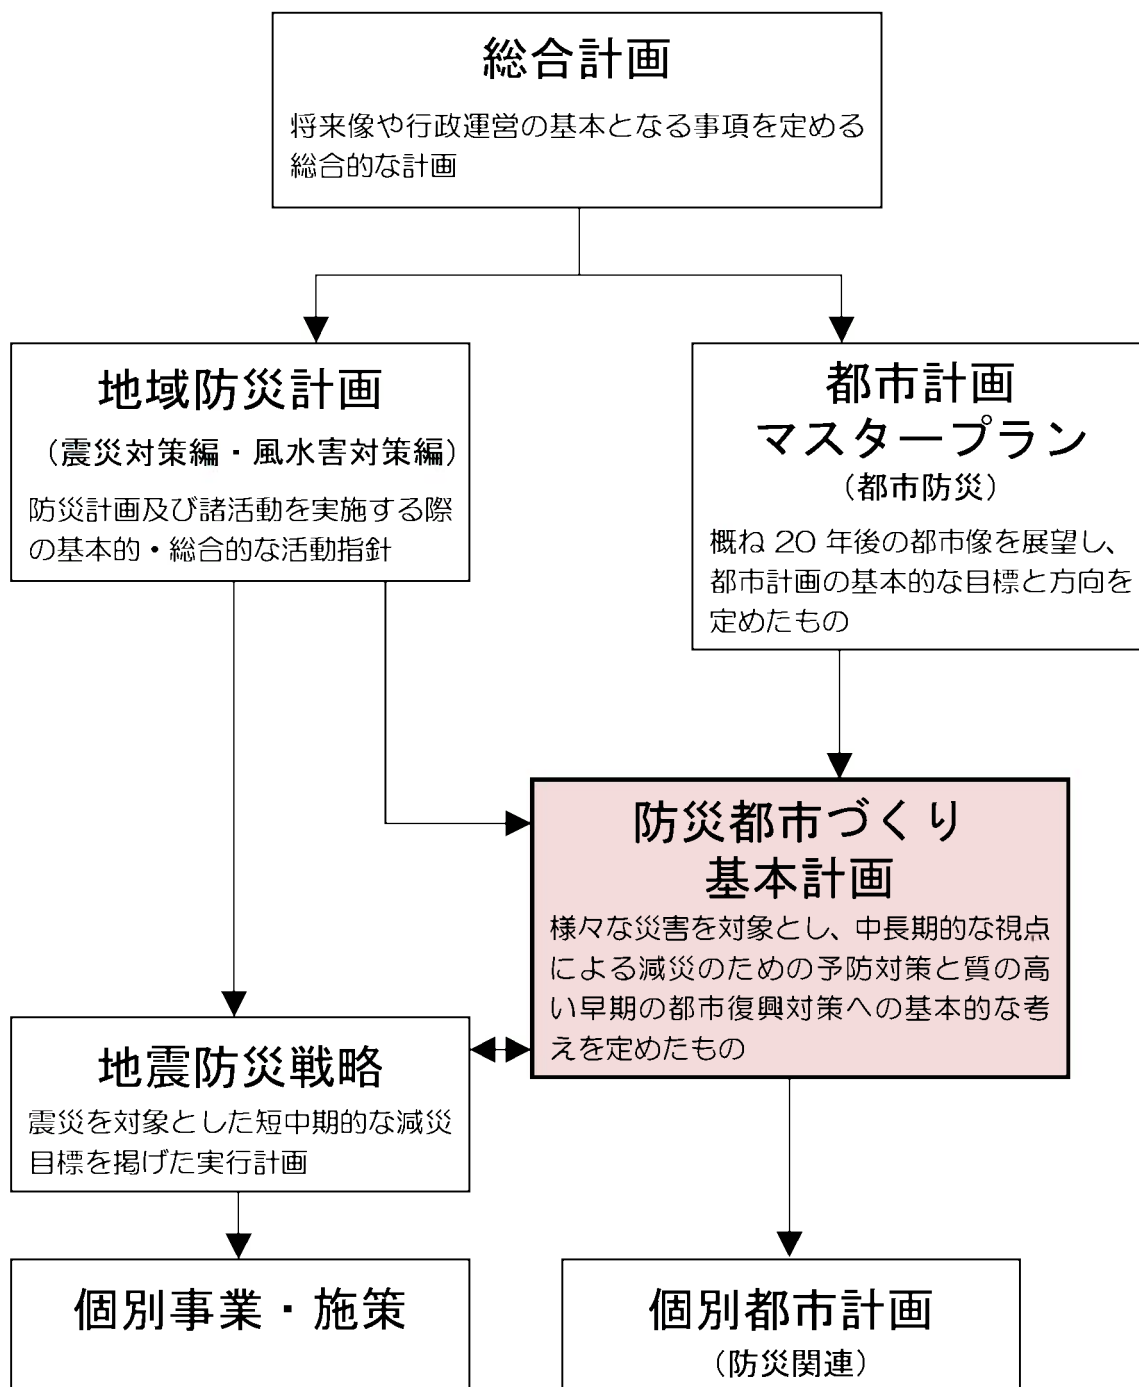 総合計画
将来像や行政運営の基本となる事項を定める
総合的な計画
地域防災計画
（震災対策編・風水害対策編）
防災計画及び諸活動を実施する際
の基本的・総合的な活動指針
都市計画
マスタープラン
（都市防災）
概ね 20 年後の都市像を展望し、
都市計画の基本的な目標と方向を
定めたもの
防災都市づくり
基本計画
様々な災害を対象とし、中長期的な視点
による減災のための予防対策と質の高
い早期の都市復興対策への基本的な考
えを定めたもの
地震防災戦略
震災を対象とした短中期的な減災
目標を掲げた実行計画
個別事業・施策
個別都市計画
（防災関連）